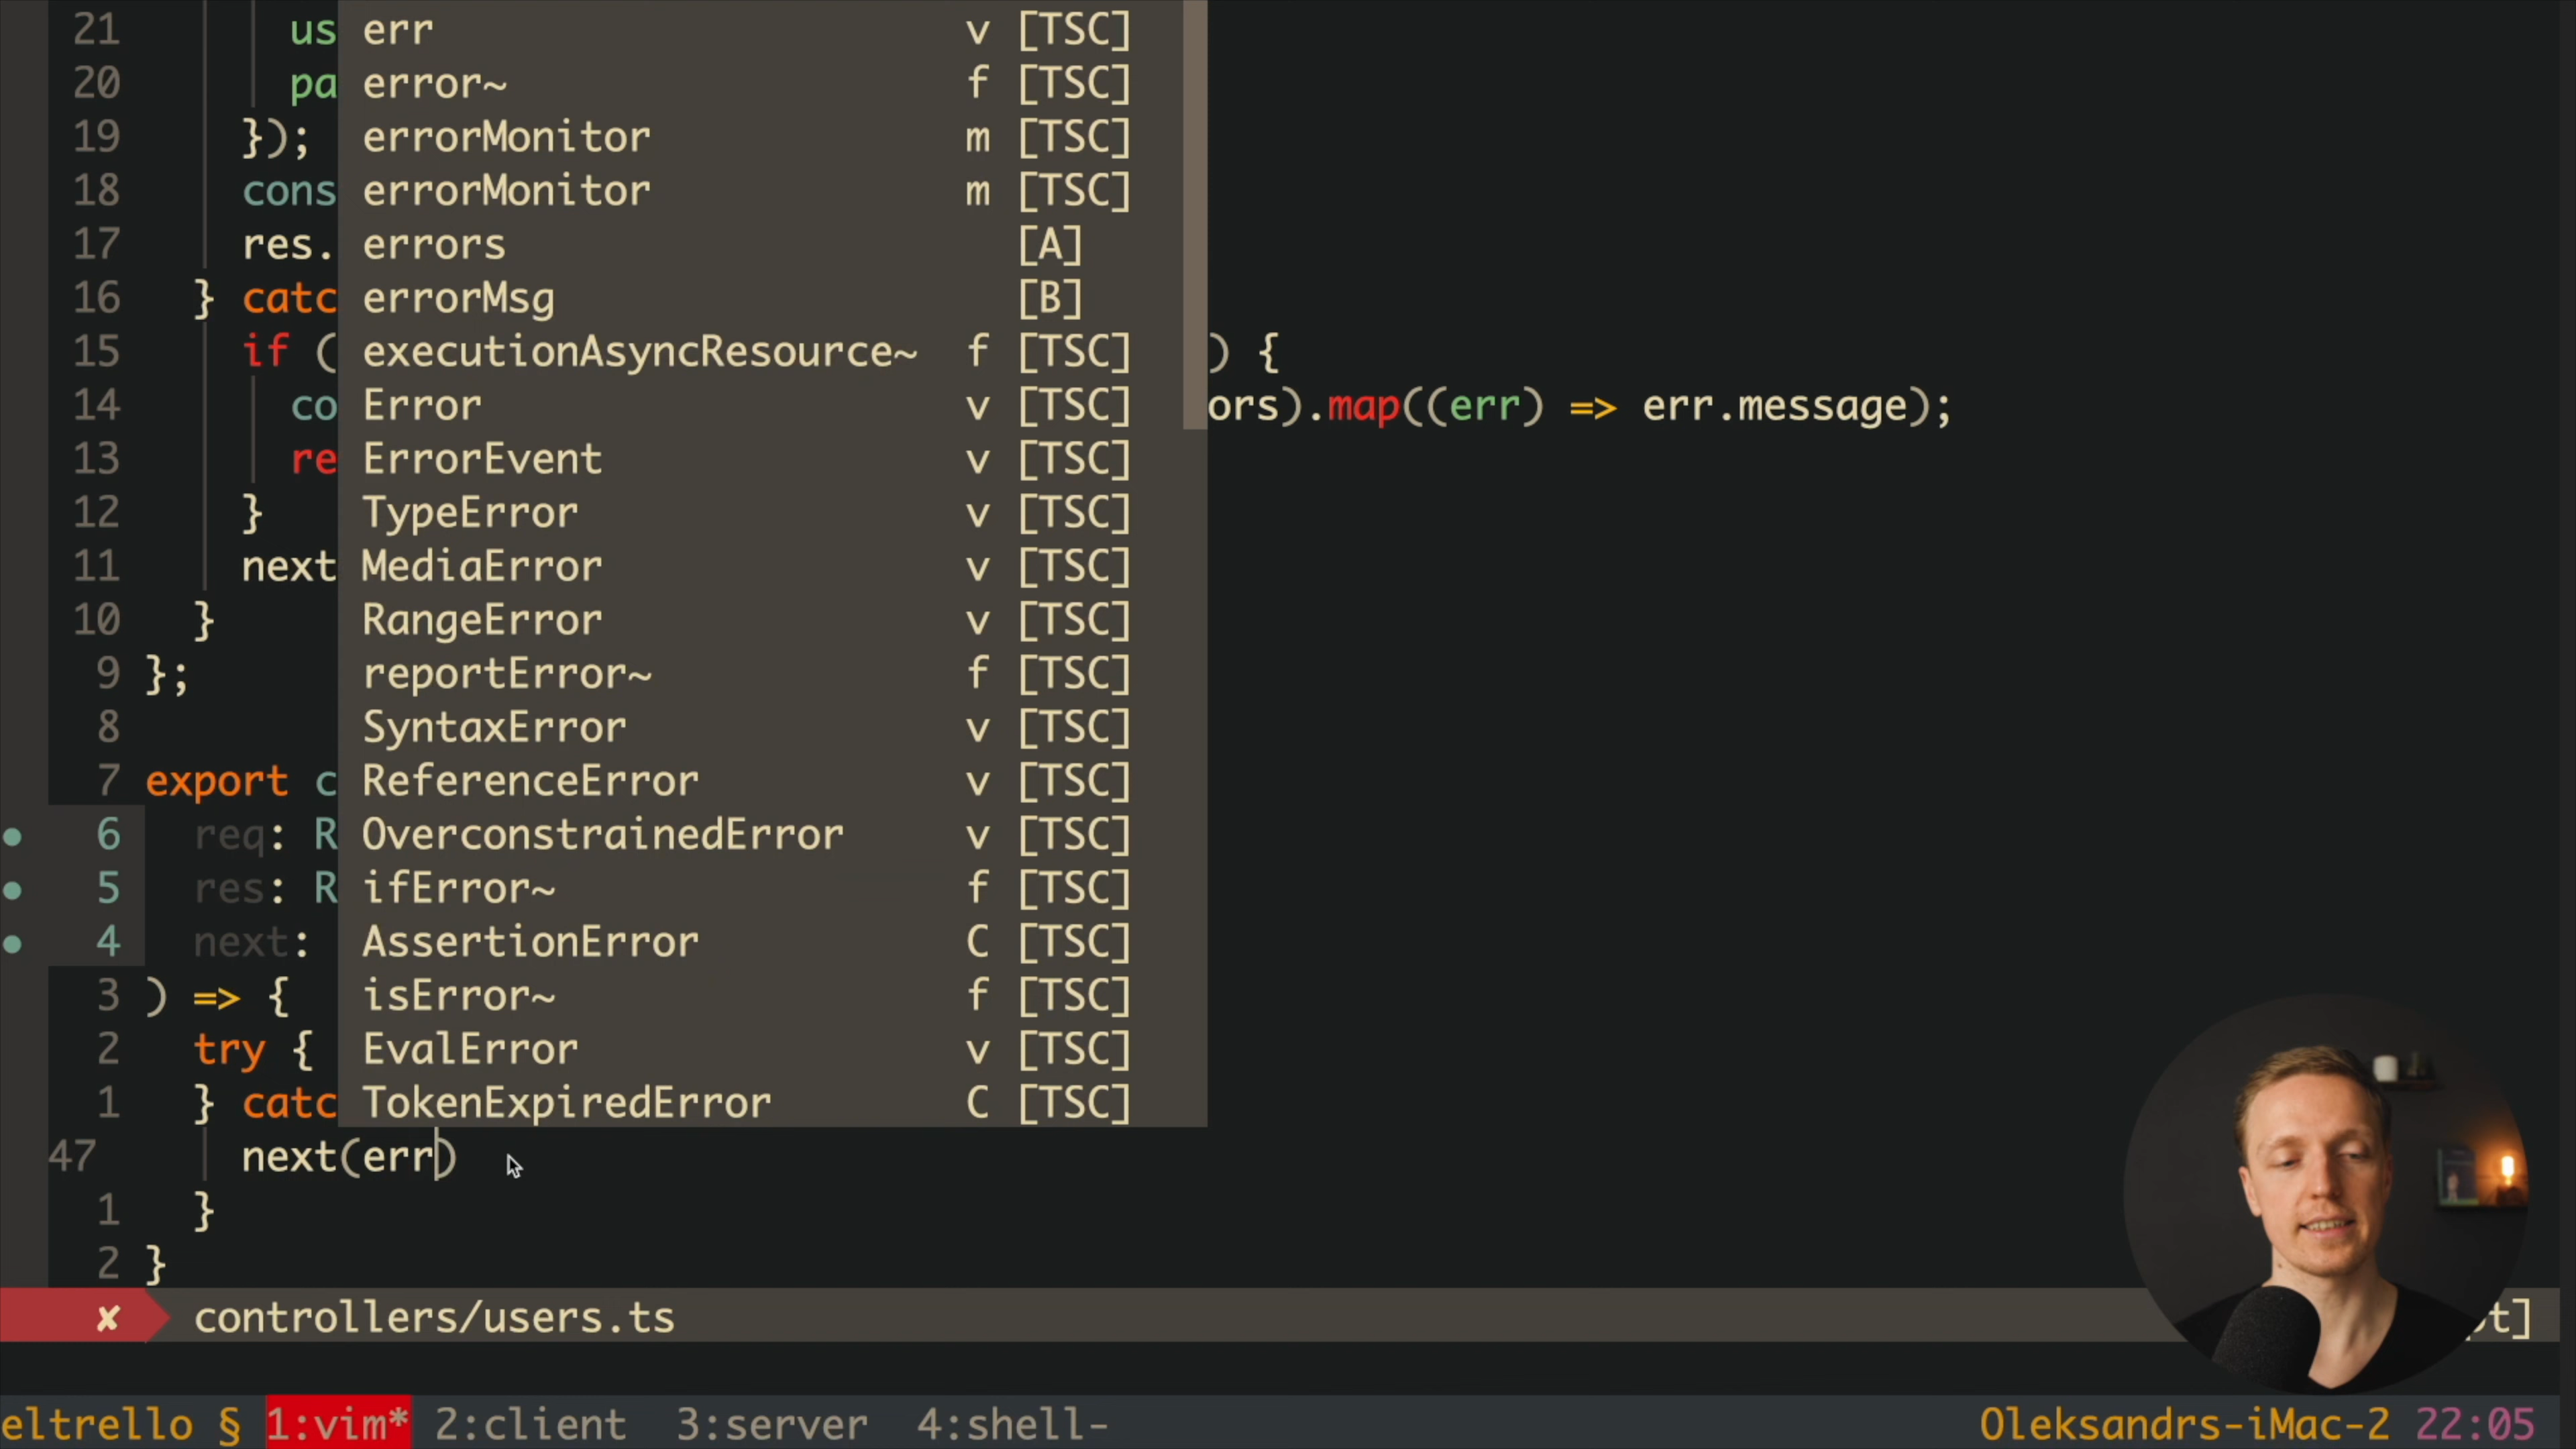 21 us err v [TSC]
20 pa error~ f [TSC]
19 }); errorMonitor m [TSC]
18 cons errorMonitor m [TSC]
17 res. errors [A]
16 } catc errorMsg [B]
15 if ( executionAsyncResource~ f [TSC] ) {
14 co Error v [TSC] ors).map((err) => err.message);
13 re ErrorEvent v [TSC]
12 } TypeError v [TSC]
11 next MediaError v [TSC]
10 } RangeError v [TSC]
9 }; reportError~ f [TSC]
8 SyntaxError v [TSC]
7 export c ReferenceError v [TSC]
6 req: R OverconstrainedError v [TSC]
5 res: R ifError~ f [TSC]
4 next: AssertionError C [TSC]
3 ) => { isError~ f [TSC]
2 try { EvalError v [TSC]
1 } catc TokenExpiredError C [TSC]
47 next(err)
1 }
2 }
✘ controllers/users.ts t]
eltrello § 1:vim* 2:client 3:server 4:shell- Oleksandrs-iMac-2 22:05